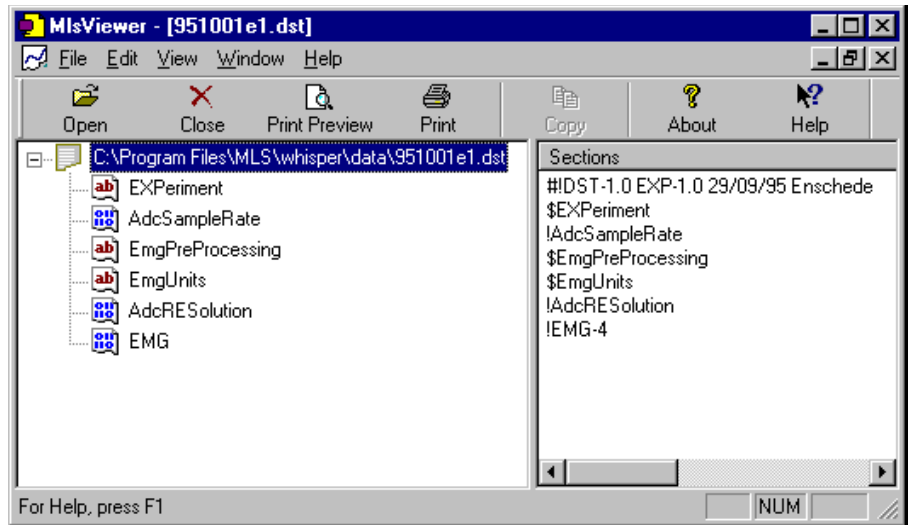 MlsViewer - [951001e1.dst]
File Edit View Window Help
Open Close Print Preview Print Copy About Help
C:\Program Files\MLS\whisper\data\951001e1.dst
EXPeriment
AdcSampleRate
EmgPreProcessing
EmgUnits
AdcRESolution
EMG
Sections
#!DST-1.0 EXP-1.0 29/09/95 Enschede
$EXPeriment
!AdcSampleRate
$EmgPreProcessing
$EmgUnits
!AdcRESolution
!EMG-4
For Help, press F1
NUM